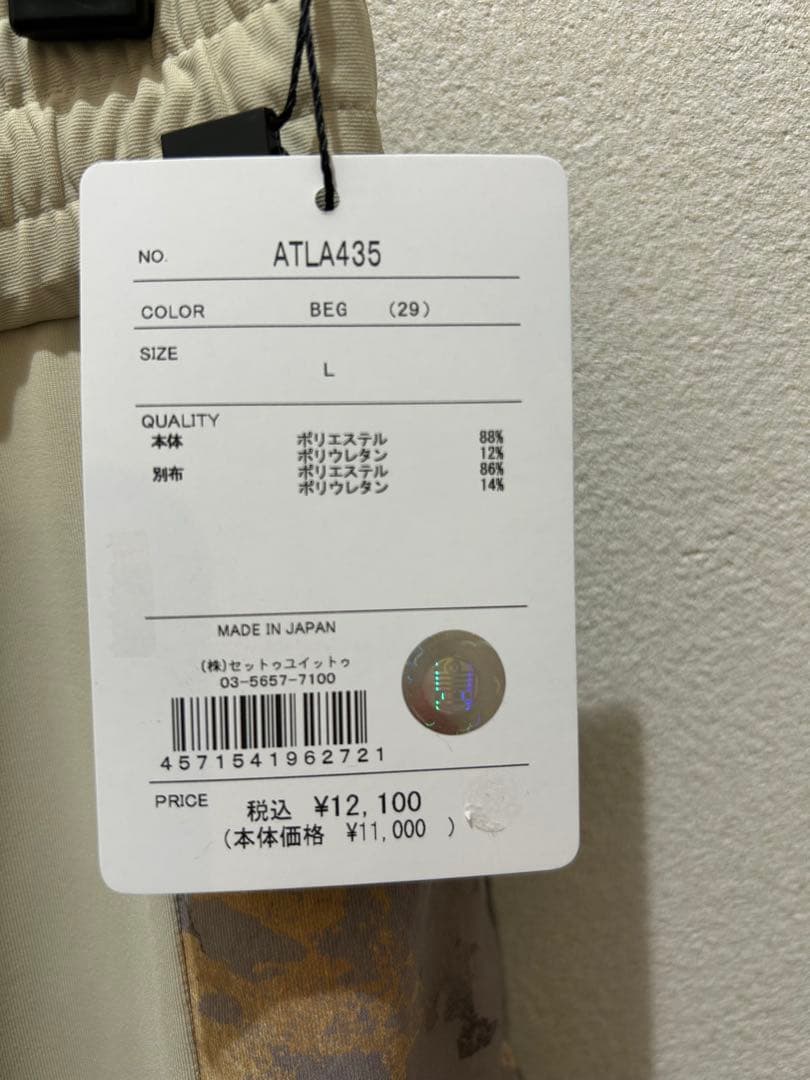 NO. ATLA435
COLOR BEG (29)
SIZE L
QUALITY
本体 ポリエステル 88%
ポリウレタン 12%
別布 ポリエステル 86%
ポリウレタン 14%
MADE IN JAPAN
(株)セットゥユイットゥ
03-5657-7100
4571541962721
PRICE 税込 ¥12,100
(本体価格 ¥11,000 )